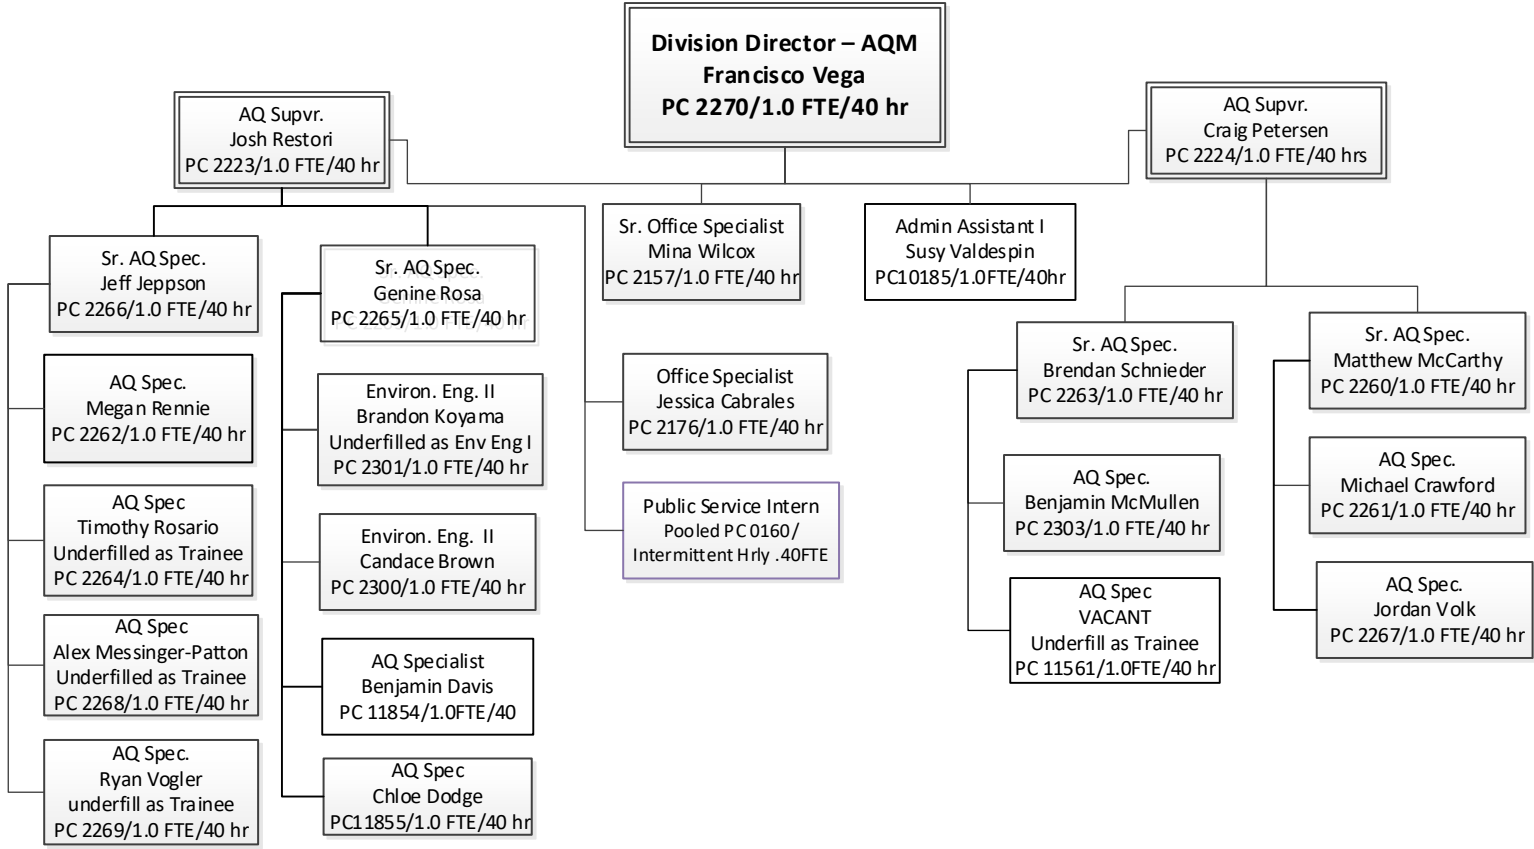 Division Director – AQM
Francisco Vega
PC 2270/1.0 FTE/40 hr
AQ Supvr.
Josh Restori
PC 2223/1.0 FTE/40 hr
AQ Supvr.
Craig Petersen
PC 2224/1.0 FTE/40 hrs
Sr. Office Specialist
Mina Wilcox
PC 2157/1.0 FTE/40 hr
Admin Assistant I
Susy Valdespin
PC10185/1.0FTE/40hr
Sr. AQ Spec.
Jeff Jeppson
PC 2266/1.0 FTE/40 hr
AQ Spec.
Megan Rennie
PC 2262/1.0 FTE/40 hr
AQ Spec
Timothy Rosario
Underfilled as Trainee
PC 2264/1.0 FTE/40 hr
AQ Spec
Alex Messinger-Patton
Underfilled as Trainee
PC 2268/1.0 FTE/40 hr
AQ Spec.
Ryan Vogler
underfill as Trainee
PC 2269/1.0 FTE/40 hr
Sr. AQ Spec.
Genine Rosa
PC 2265/1.0 FTE/40 hr
Environ. Eng. II
Brandon Koyama
Underfilled as Env Eng I
PC 2301/1.0 FTE/40 hr
Environ. Eng. II
Candace Brown
PC 2300/1.0 FTE/40 hr
AQ Specialist
Benjamin Davis
PC 11854/1.0FTE/40
AQ Spec
Chloe Dodge
PC11855/1.0 FTE/40 hr
Office Specialist
Jessica Cabrales
PC 2176/1.0 FTE/40 hr
Public Service Intern
Pooled PC 0160/
Intermittent Hrly .40FTE
Sr. AQ Spec.
Brendan Schnieder
PC 2263/1.0 FTE/40 hr
AQ Spec.
Benjamin McMullen
PC 2303/1.0 FTE/40 hr
AQ Spec
VACANT
Underfill as Trainee
PC 11561/1.0FTE/40 hr
Sr. AQ Spec.
Matthew McCarthy
PC 2260/1.0 FTE/40 hr
AQ Spec.
Michael Crawford
PC 2261/1.0 FTE/40 hr
AQ Spec.
Jordan Volk
PC 2267/1.0 FTE/40 hr